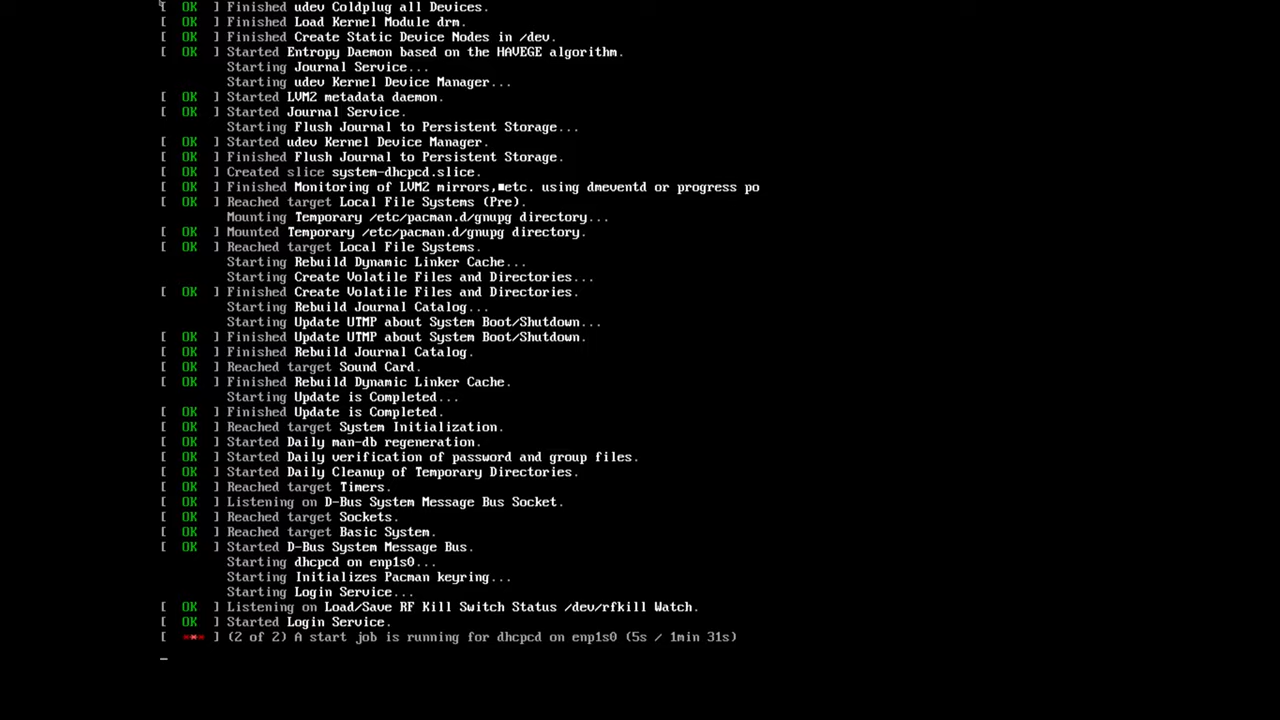 [  OK  ] Finished udev Coldplug all Devices.
[  OK  ] Finished Load Kernel Module drm.
[  OK  ] Finished Create Static Device Nodes in /dev.
[  OK  ] Started Entropy Daemon based on the HAVEGE algorithm.
Starting Journal Service...
Starting udev Kernel Device Manager...
[  OK  ] Started LVM2 metadata daemon.
[  OK  ] Started Journal Service.
Starting Flush Journal to Persistent Storage...
[  OK  ] Started udev Kernel Device Manager.
[  OK  ] Finished Flush Journal to Persistent Storage.
[  OK  ] Created slice system-dhcpcd.slice.
[  OK  ] Finished Monitoring of LVM2 mirrors,■etc. using dmeventd or progress po
[  OK  ] Reached target Local File Systems (Pre).
Mounting Temporary /etc/pacman.d/gnupg directory...
[  OK  ] Mounted Temporary /etc/pacman.d/gnupg directory.
[  OK  ] Reached target Local File Systems.
Starting Rebuild Dynamic Linker Cache...
Starting Create Volatile Files and Directories...
[  OK  ] Finished Create Volatile Files and Directories.
Starting Rebuild Journal Catalog...
Starting Update UTMP about System Boot/Shutdown...
[  OK  ] Finished Update UTMP about System Boot/Shutdown.
[  OK  ] Finished Rebuild Journal Catalog.
[  OK  ] Reached target Sound Card.
[  OK  ] Finished Rebuild Dynamic Linker Cache.
Starting Update is Completed...
[  OK  ] Finished Update is Completed.
[  OK  ] Reached target System Initialization.
[  OK  ] Started Daily man-db regeneration.
[  OK  ] Started Daily verification of password and group files.
[  OK  ] Started Daily Cleanup of Temporary Directories.
[  OK  ] Reached target Timers.
[  OK  ] Listening on D-Bus System Message Bus Socket.
[  OK  ] Reached target Sockets.
[  OK  ] Reached target Basic System.
[  OK  ] Started D-Bus System Message Bus.
Starting dhcpcd on enp1s0...
Starting Initializes Pacman keyring...
Starting Login Service...
[  OK  ] Listening on Load/Save RF Kill Switch Status /dev/rfkill Watch.
[  OK  ] Started Login Service.
[  *** ] (2 of 2) A start job is running for dhcpcd on enp1s0 (5s / 1min 31s)
_